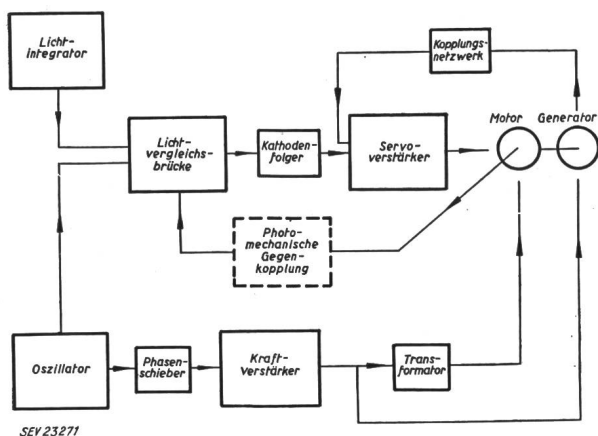 Licht-
integrator
Kopplungs-
netzwerk
Motor Generator
Licht-
vergleichs-
brücke
Kathoden-
folger
Servo-
verstärker
Photo-
mechanische
Gegen-
kopplung
Oszillator
Phasen-
schieber
Kraft-
verstärker
Trans-
formator
SEV 23271